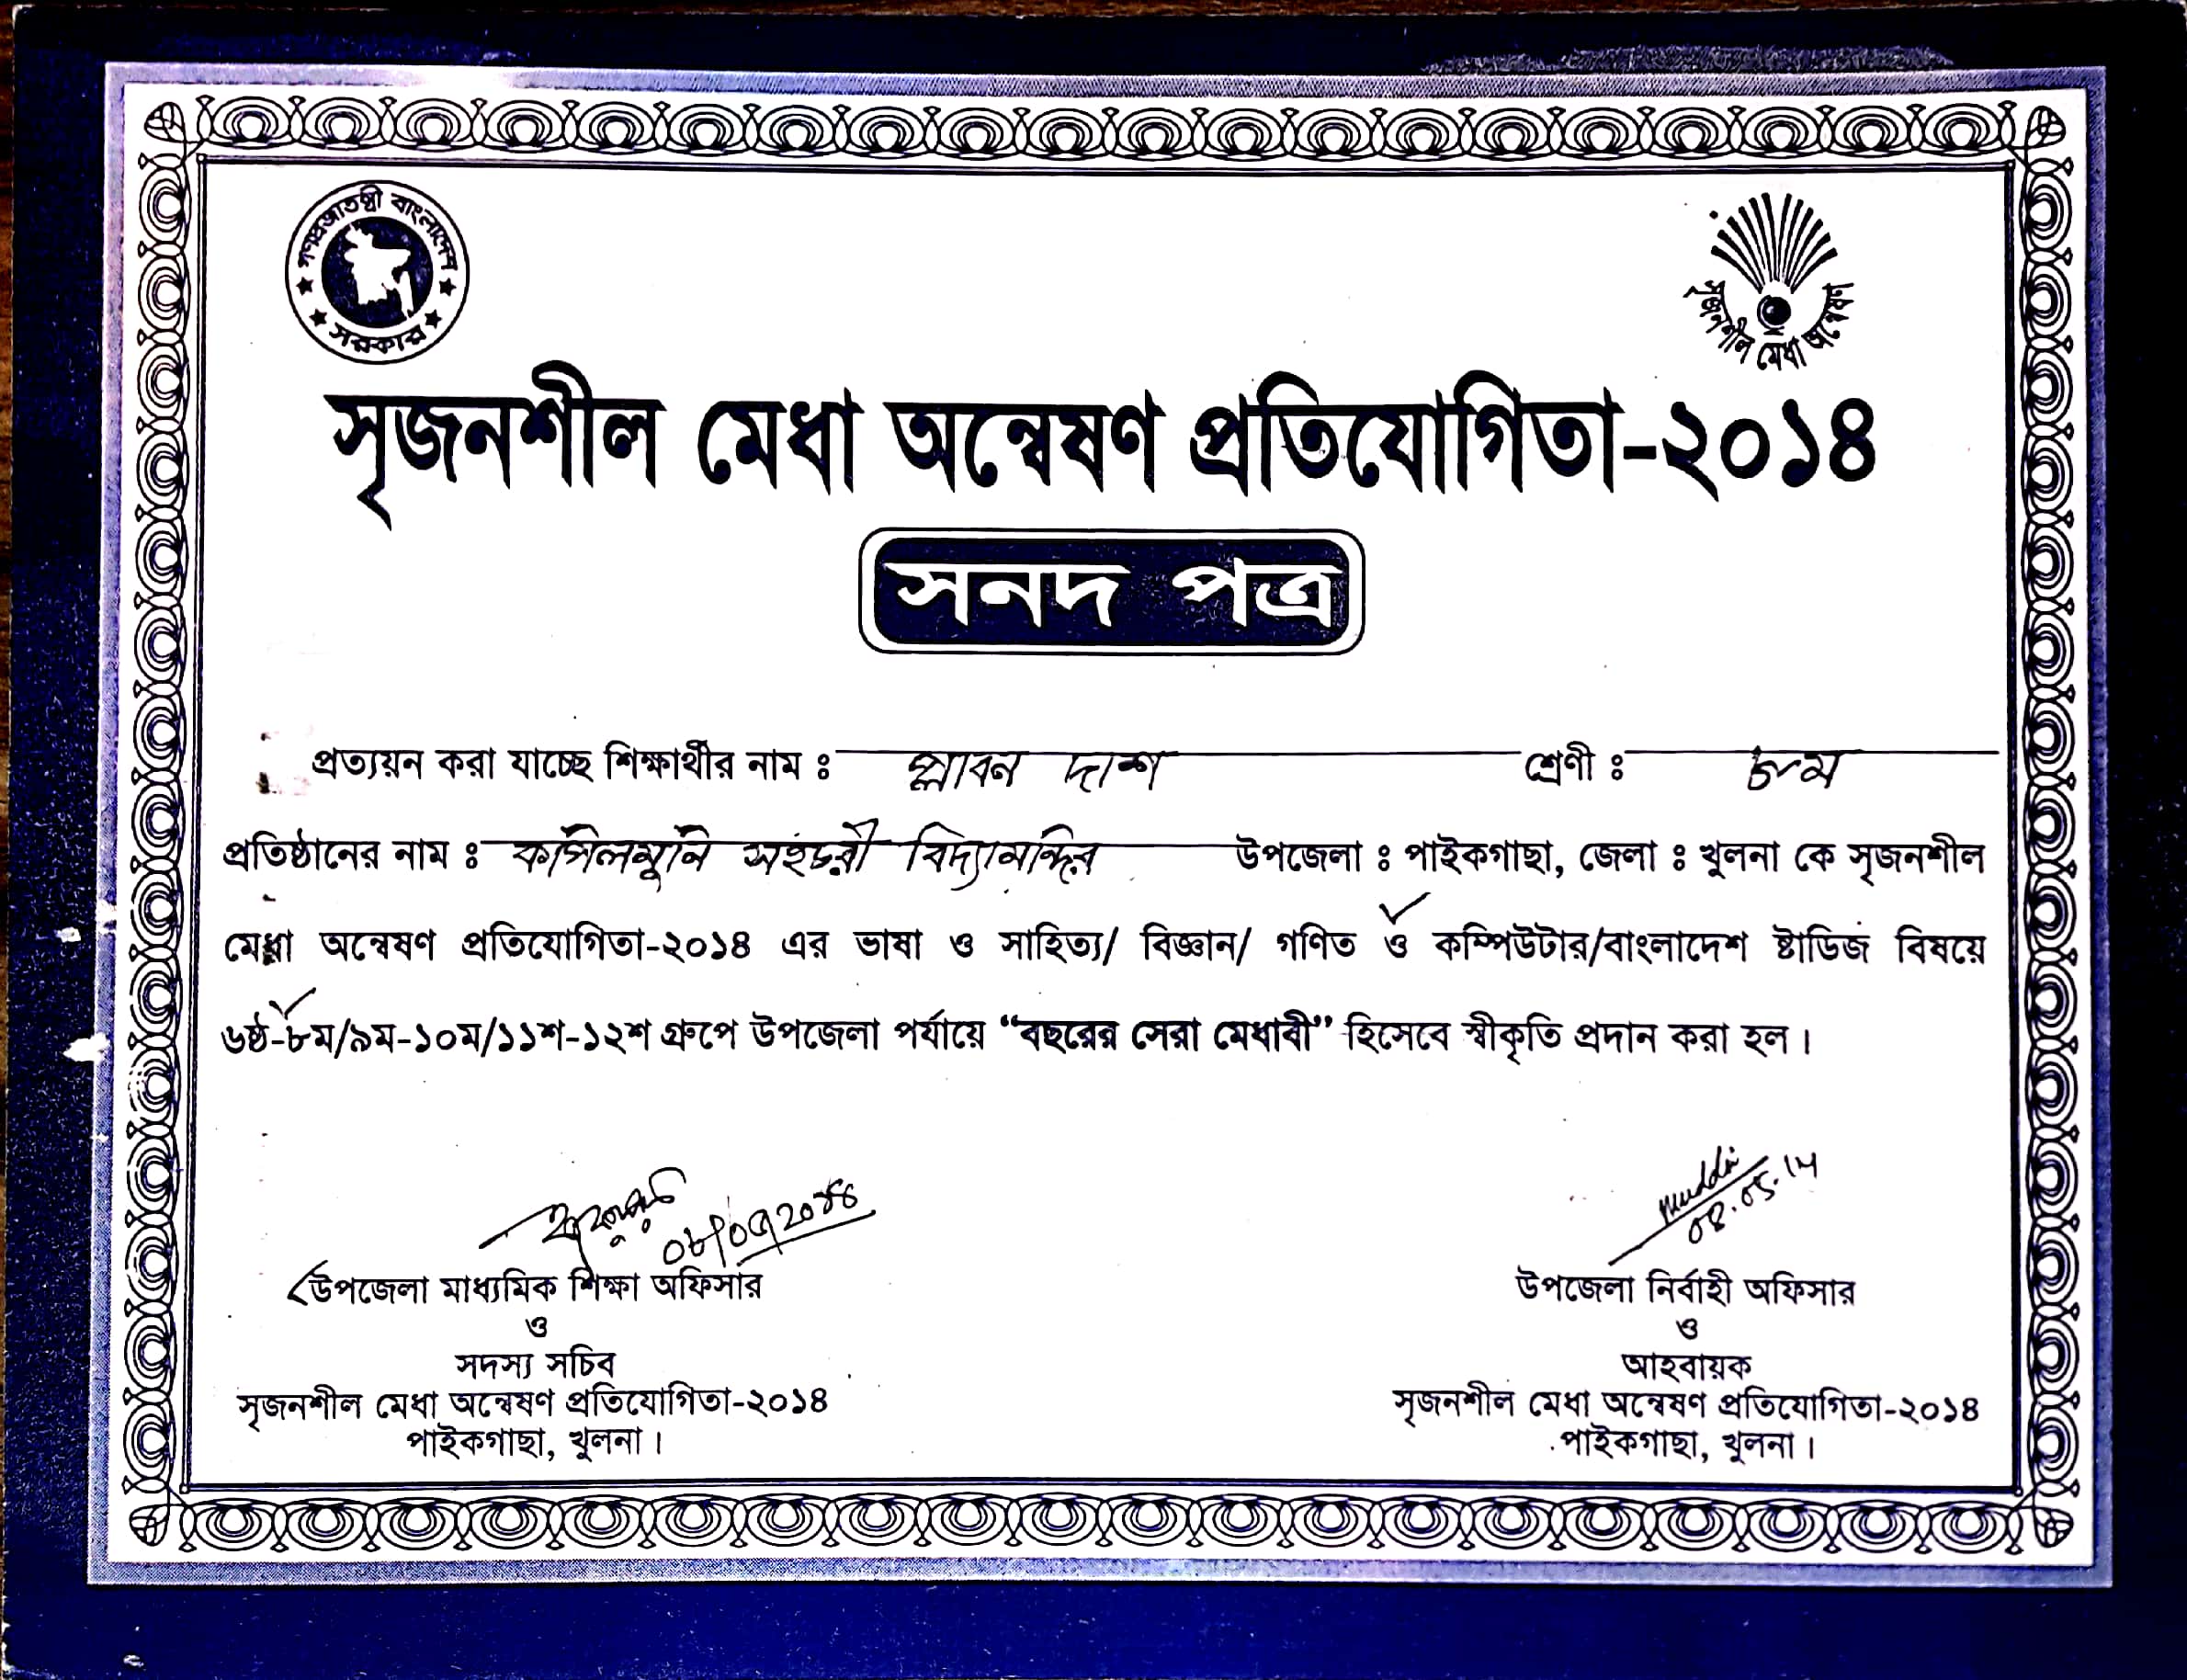 গণপ্রজাতন্ত্রী বাংলাদেশ
সরকার
সৃজনশীল মেধা অন্বেষণ
সৃজনশীল মেধা অন্বেষণ প্রতিযোগিতা-২০১৪
সনদ পত্র
প্রত্যয়ন করা যাচ্ছে শিক্ষার্থীর নাম ঃ প্লাবন দাশ শ্রেণী ঃ ৮ম
প্রতিষ্ঠানের নাম ঃ কপিলমুনি সহচরী বিদ্যামন্দির উপজেলা ঃ পাইকগাছা, জেলা ঃ খুলনা কে সৃজনশীল
মেধা অন্বেষণ প্রতিযোগিতা-২০১৪ এর ভাষা ও সাহিত্য/ বিজ্ঞান/ গণিত ও কম্পিউটার/বাংলাদেশ ষ্টাডিজ বিষয়ে
৬ষ্ঠ-৮ম/৯ম-১০ম/১১শ-১২শ গ্রুপে উপজেলা পর্যায়ে “বছরের সেরা মেধাবী” হিসেবে স্বীকৃতি প্রদান করা হল।
০৮/০৫/২০১৪
উপজেলা মাধ্যমিক শিক্ষা অফিসার
ও
সদস্য সচিব
সৃজনশীল মেধা অন্বেষণ প্রতিযোগিতা-২০১৪
পাইকগাছা, খুলনা।
08.05.14
উপজেলা নির্বাহী অফিসার
ও
আহবায়ক
সৃজনশীল মেধা অন্বেষণ প্রতিযোগিতা-২০১৪
পাইকগাছা, খুলনা।